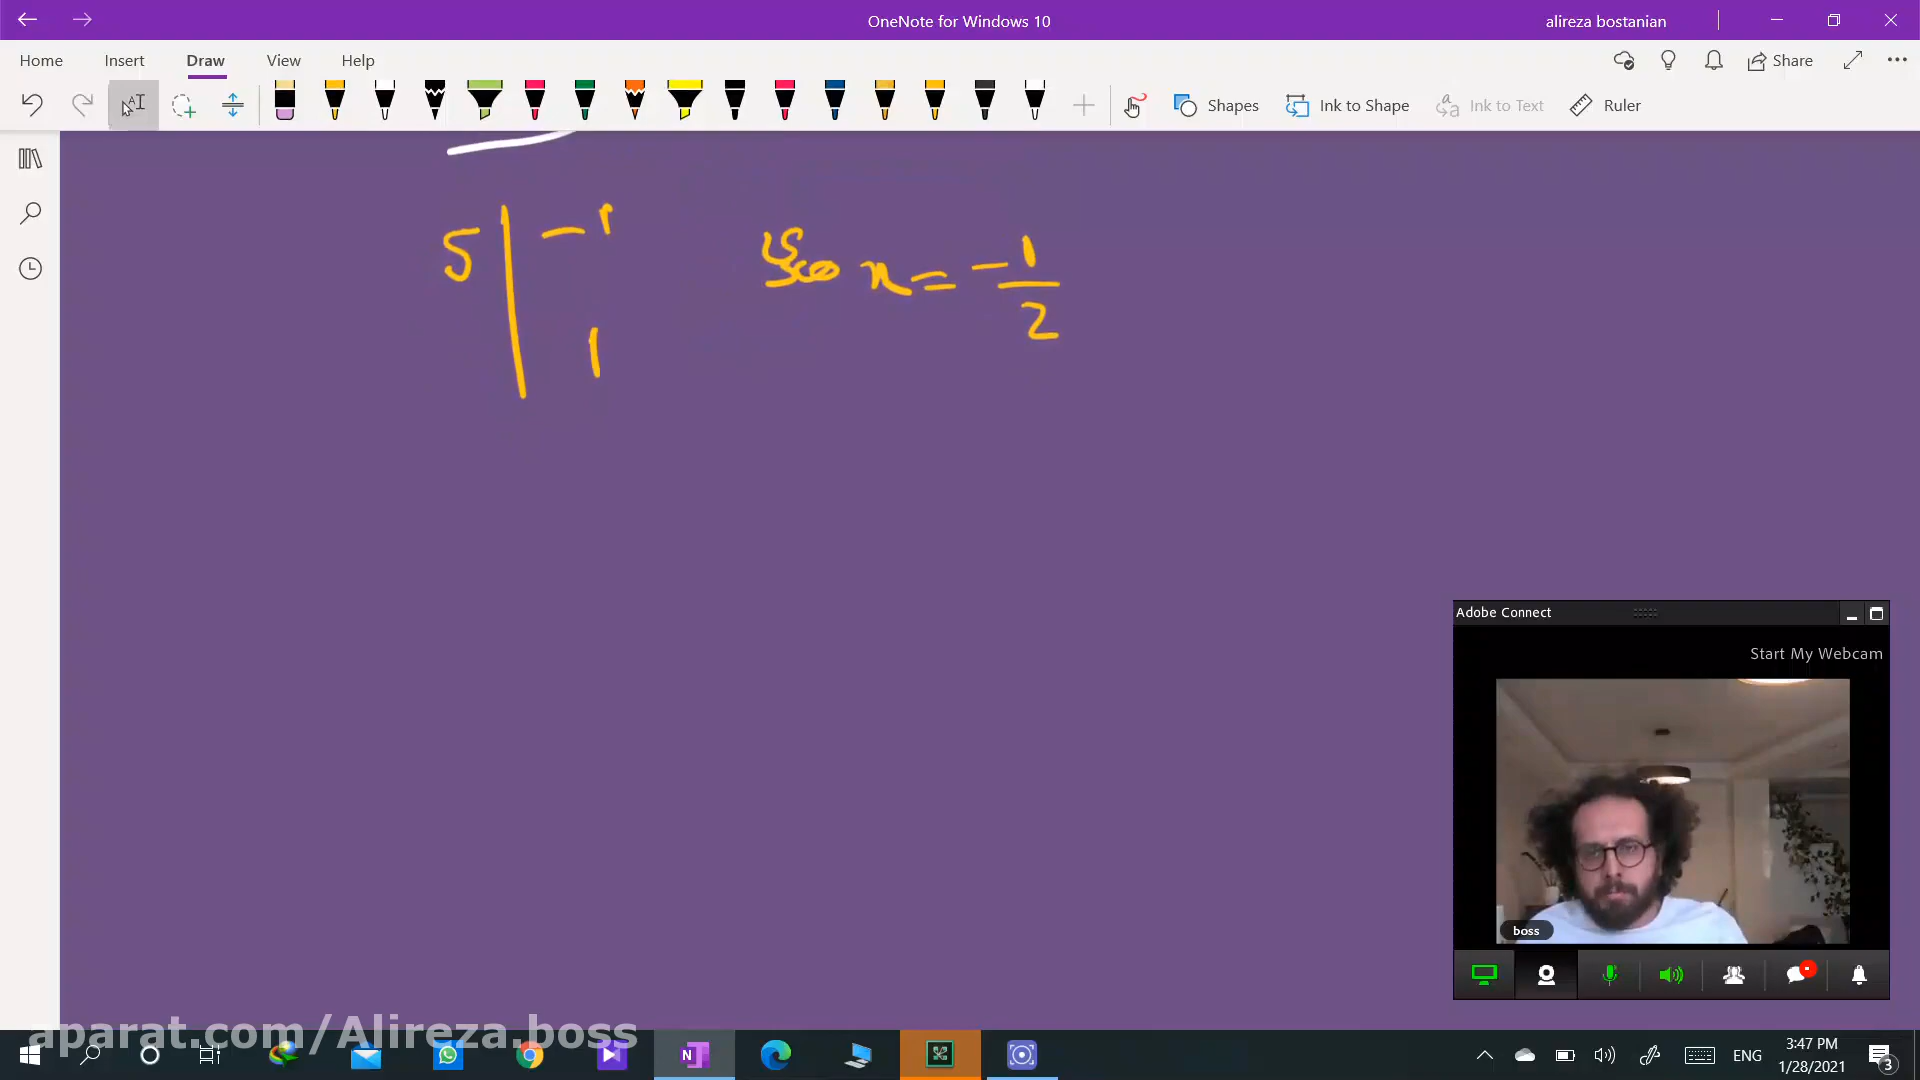 OneNote for Windows 10
alireza bostanian
Home Insert Draw View Help
Share
Shapes
Ink to Shape
Ink to Text
Ruler
5 | -1
1
x = -1/2
Adobe Connect
Start My Webcam
boss
aparat.com/Alireza.boss
ENG
3:47 PM
1/28/2021
3